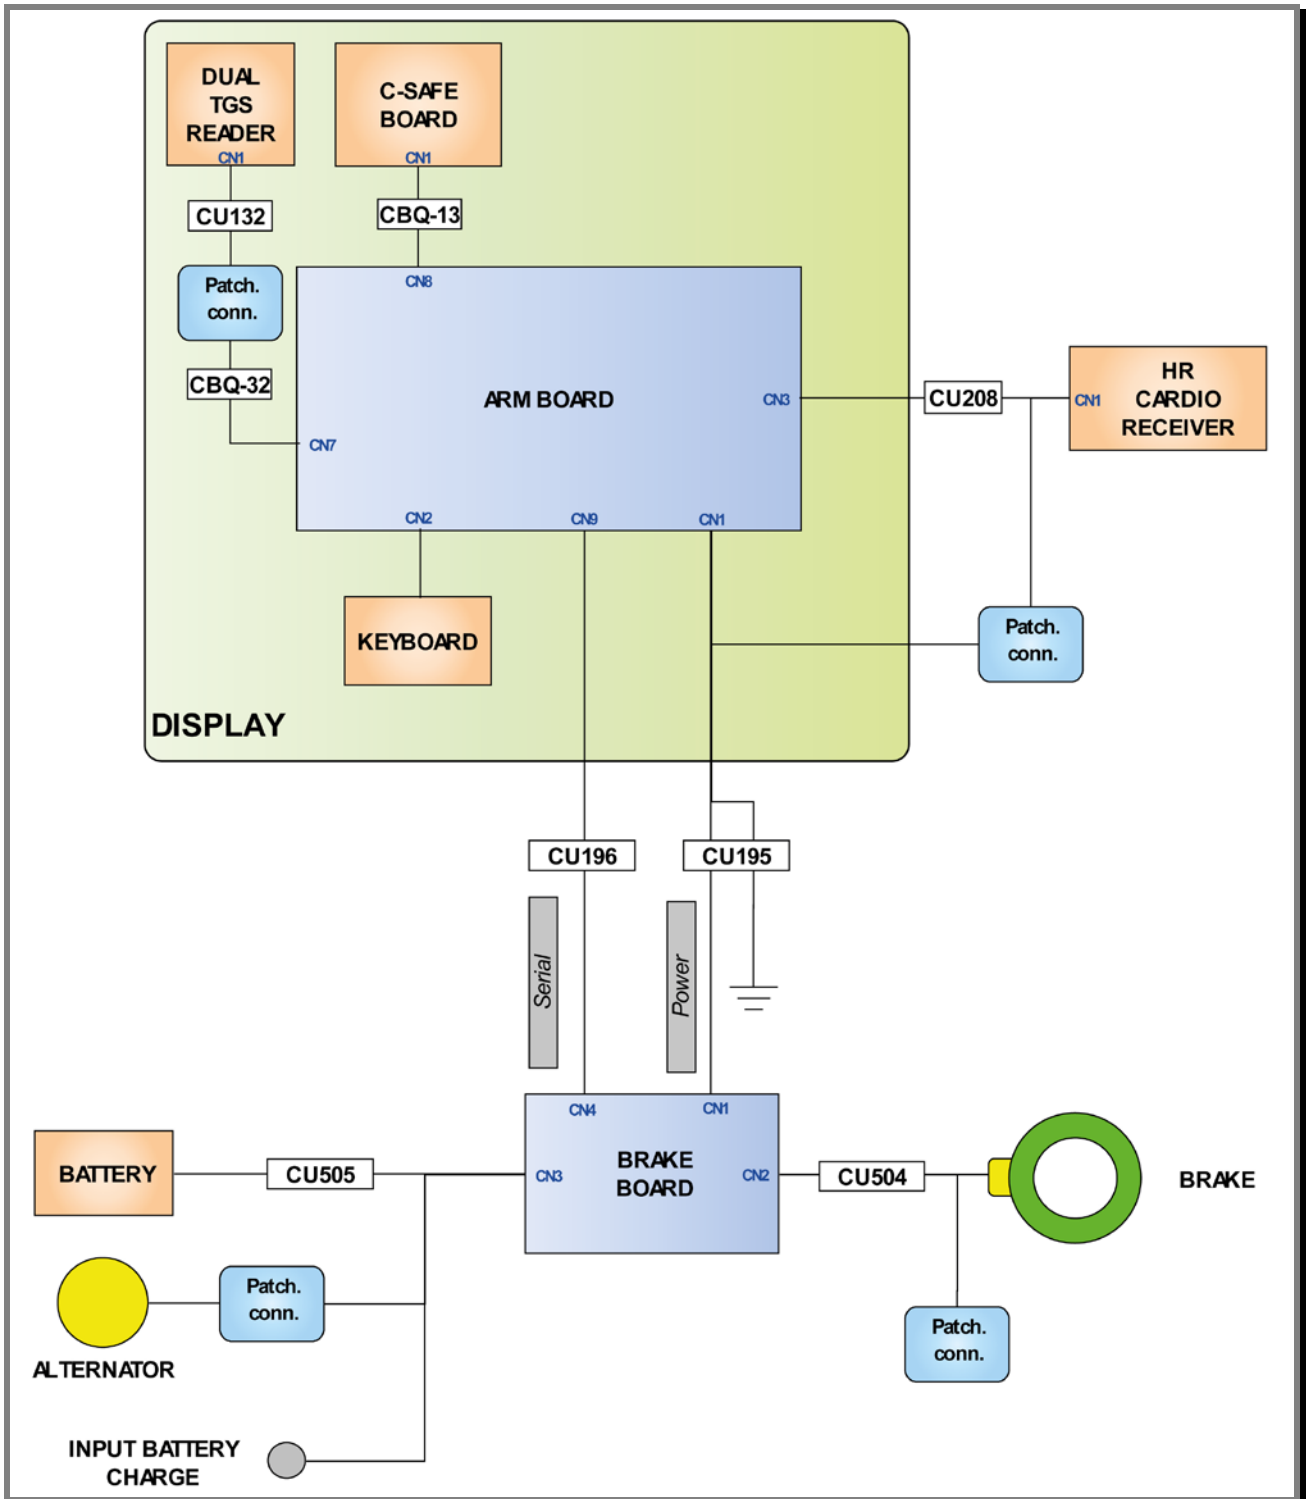 DUAL
TGS
READER
CN1
C-SAFE
BOARD
CN1
CU132
CBQ-13
Patch.
conn.
CN8
CBQ-32
ARM BOARD
CN3
CU208
CN1
HR
CARDIO
RECEIVER
CN7
CN2
CN9
CN1
KEYBOARD
Patch.
conn.
DISPLAY
CU196
CU195
Serial
Power
CN4
CN1
BATTERY
CU505
CN3
BRAKE
BOARD
CN2
CU504
BRAKE
Patch.
conn.
ALTERNATOR
Patch.
conn.
INPUT BATTERY
CHARGE